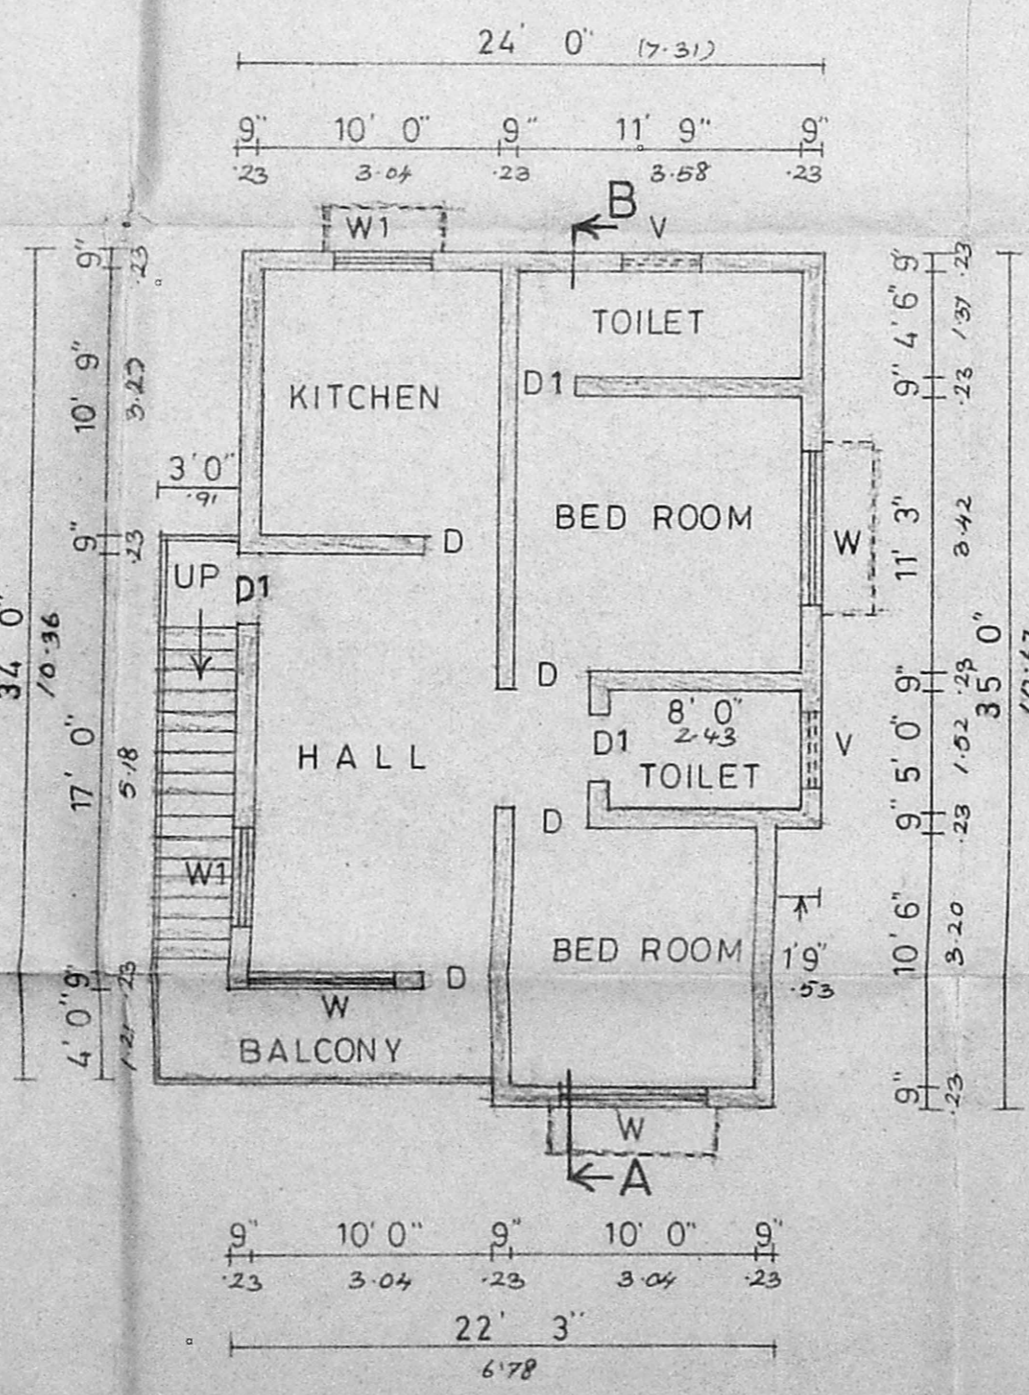 24' 0" (7.31)
9" 10' 0" 9" 11' 9" 9"
.23 3.04 .23 3.58 .23
B
W1
V
9" .23
9" .23
TOILET
4' 6" 1.37
D1
9" .23
KITCHEN
10' 9"
3' 0"
.91
BED ROOM
W
11' 3" 3.42
9" .23
D
UP
D1
34' 0"
10.36
D
9" .23
35' 0"
8' 0"
2.43
D1
TOILET
V
5' 0" 1.52
HALL
17' 0" 5.18
D
9" .23
W1
BED ROOM
1' 9"
.53
10' 6" 3.20
9" .23
D
W
BALCONY
4' 0" 1.21
9" .23
W
A
9" 10' 0" 9" 10' 0" 9"
.23 3.04 .23 3.04 .23
22' 3"
6.78